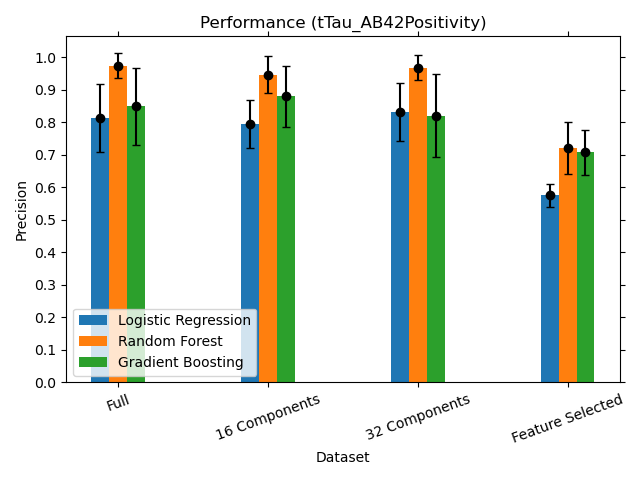 Performance (tTau_AB42Positivity)
1.0
0.9
0.8
0.7
0.6
0.5
0.4
0.3
0.2
0.1
0.0
Precision
Logistic Regression
Random Forest
Gradient Boosting
Full
16 Components
32 Components
Feature Selected
Dataset